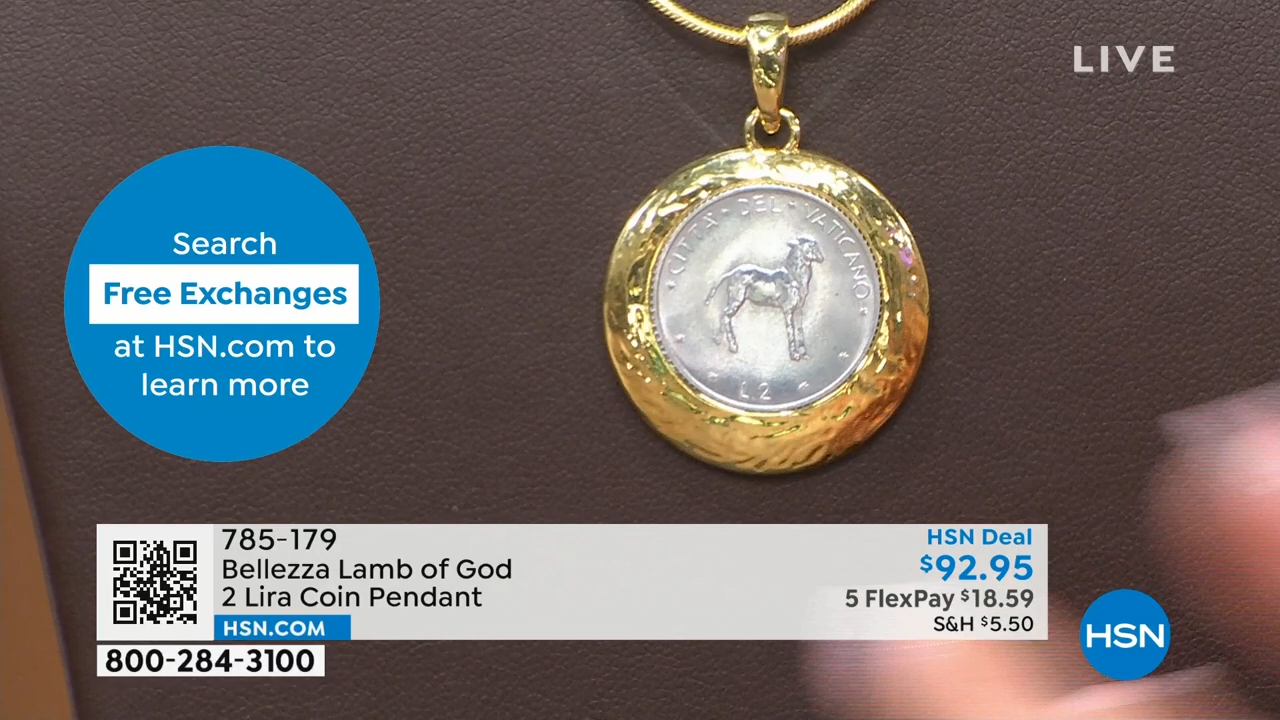 LIVE
CITTÀ · DEL · VATICANO
L.2
Search
Free Exchanges
at HSN.com to
learn more
785-179
Bellezza Lamb of God
2 Lira Coin Pendant
HSN.COM
800-284-3100
HSN Deal
$92.95
5 FlexPay $18.59
S&H $5.50
HSN